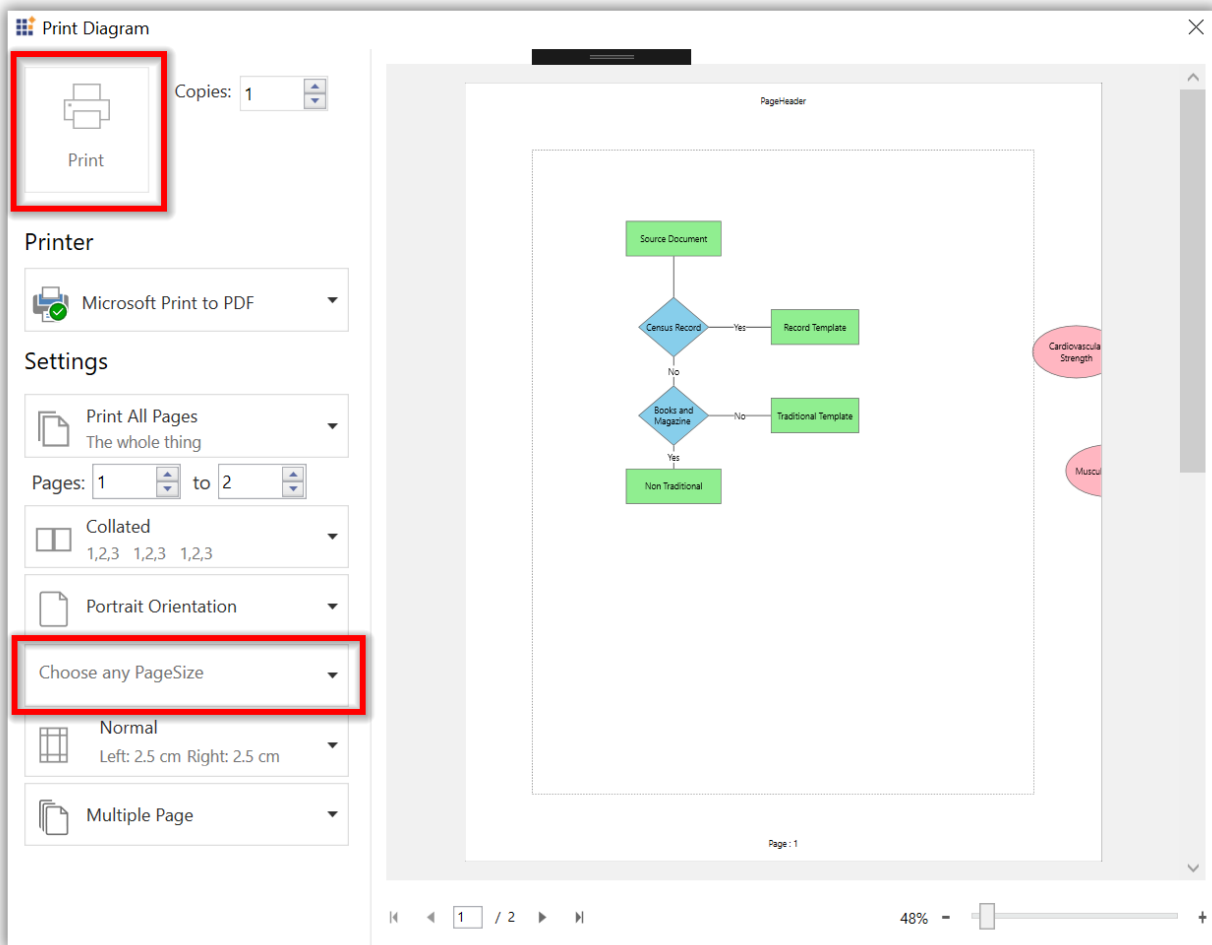 Print Diagram
Print
Copies: 1
Printer
Microsoft Print to PDF
Settings
Print All Pages
The whole thing
Pages: 1 to 2
Collated
1,2,3 1,2,3 1,2,3
Portrait Orientation
Choose any PageSize
Normal
Left: 2.5 cm Right: 2.5 cm
Multiple Page
PageHeader
Source Document
Census Record
Yes
Record Template
No
Books and
Magazine
No
Traditional Template
Yes
Non Traditional
Cardiovascula
Strength
Muscul
Page : 1
1 / 2
48% - +